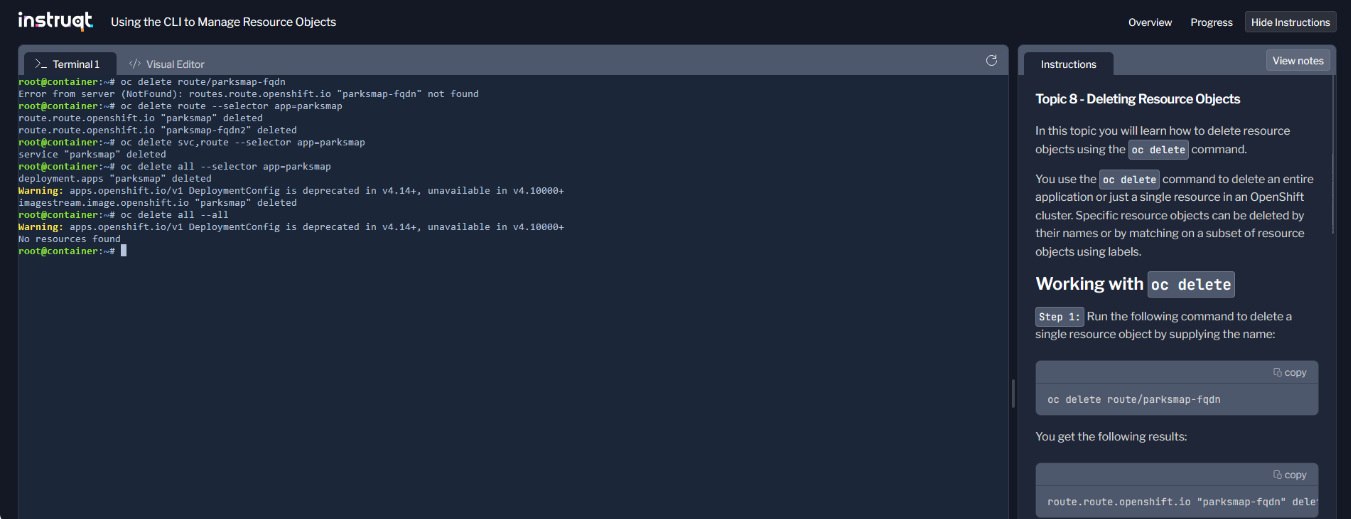 instruqt
Using the CLI to Manage Resource Objects
Overview
Progress
Hide Instructions
>_ Terminal 1
</> Visual Editor
root@container:~# oc delete route/parksmap-fqdn
Error from server (NotFound): routes.route.openshift.io "parksmap-fqdn" not found
root@container:~# oc delete route --selector app=parksmap
route.route.openshift.io "parksmap" deleted
route.route.openshift.io "parksmap-fqdn2" deleted
root@container:~# oc delete svc,route --selector app=parksmap
service "parksmap" deleted
root@container:~# oc delete all --selector app=parksmap
deployment.apps "parksmap" deleted
Warning: apps.openshift.io/v1 DeploymentConfig is deprecated in v4.14+, unavailable in v4.10000+
imagestream.image.openshift.io "parksmap" deleted
root@container:~# oc delete all --all
Warning: apps.openshift.io/v1 DeploymentConfig is deprecated in v4.14+, unavailable in v4.10000+
No resources found
root@container:~#
Instructions
View notes
Topic 8 - Deleting Resource Objects
In this topic you will learn how to delete resource
objects using the oc delete command.
You use the oc delete command to delete an entire
application or just a single resource in an OpenShift
cluster. Specific resource objects can be deleted by
their names or by matching on a subset of resource
objects using labels.
Working with oc delete
Step 1: Run the following command to delete a
single resource object by supplying the name:
copy
oc delete route/parksmap-fqdn
You get the following results:
copy
route.route.openshift.io "parksmap-fqdn" dele